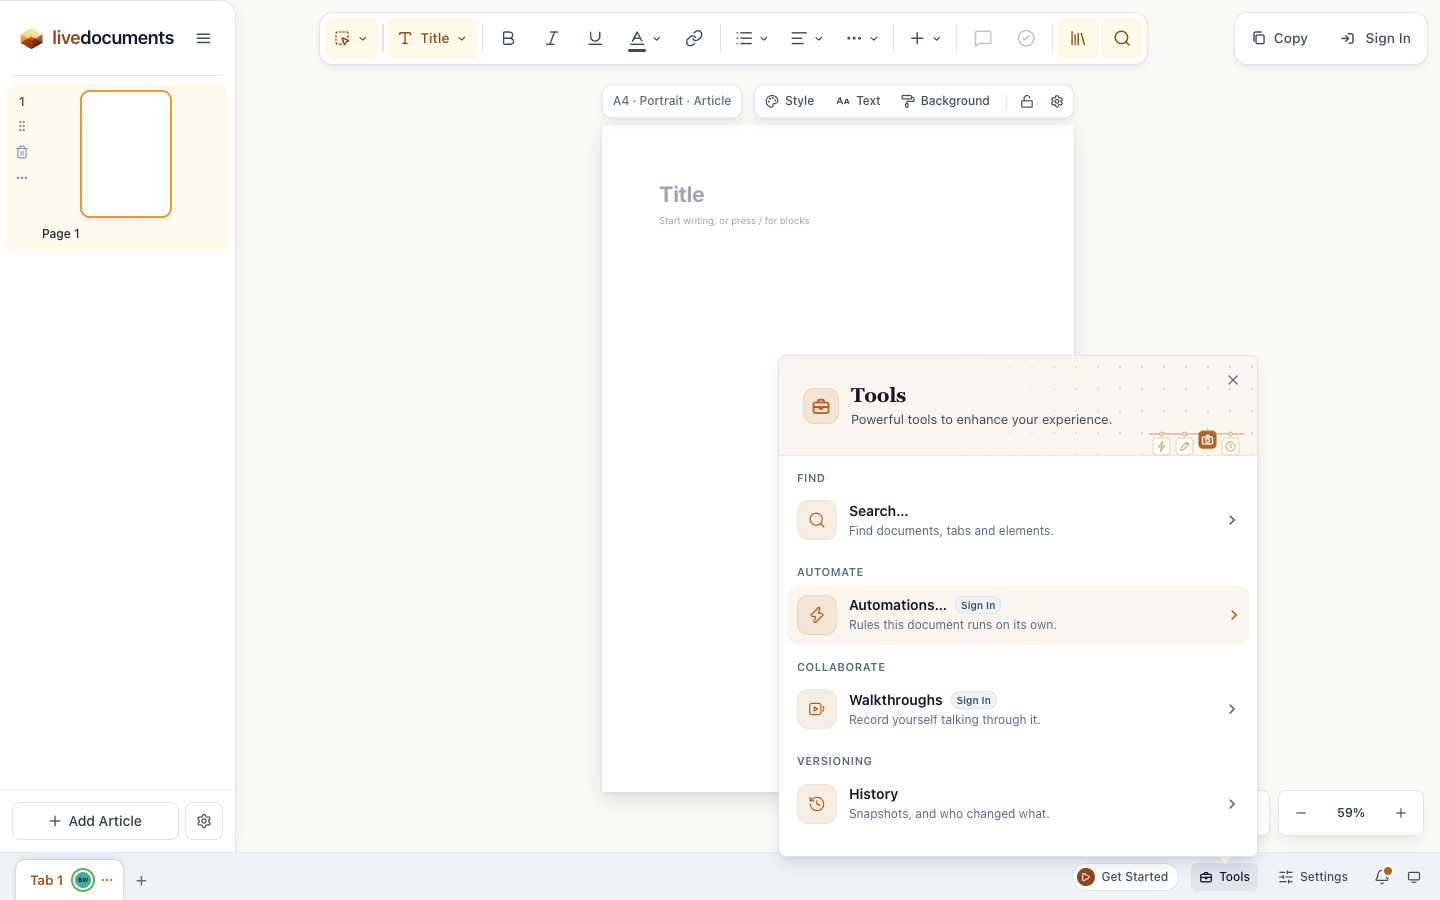 livedocuments
Title
Copy
Sign In
1
Page 1
A4 · Portrait · Article
Style
Text
Background
Title
Start writing, or press / for blocks
Tools
Powerful tools to enhance your experience.
FIND
Search...
Find documents, tabs and elements.
AUTOMATE
Automations... Sign In
Rules this document runs on its own.
COLLABORATE
Walkthroughs Sign In
Record yourself talking through it.
VERSIONING
History
Snapshots, and who changed what.
59%
Add Article
Tab 1
BW
Get Started
Tools
Settings